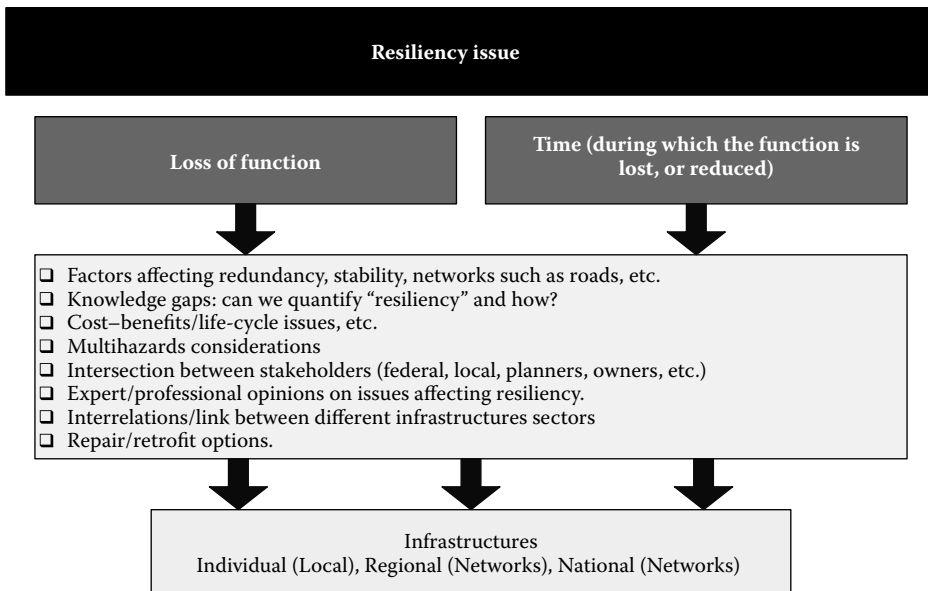 Resiliency issue
Loss of function
Time (during which the function is
lost, or reduced)
❑ Factors affecting redundancy, stability, networks such as roads, etc.
❑ Knowledge gaps: can we quantify “resiliency” and how?
❑ Cost–benefits/life-cycle issues, etc.
❑ Multihazards considerations
❑ Intersection between stakeholders (federal, local, planners, owners, etc.)
❑ Expert/professional opinions on issues affecting resiliency.
❑ Interrelations/link between different infrastructures sectors
❑ Repair/retrofit options.
Infrastructures
Individual (Local), Regional (Networks), National (Networks)